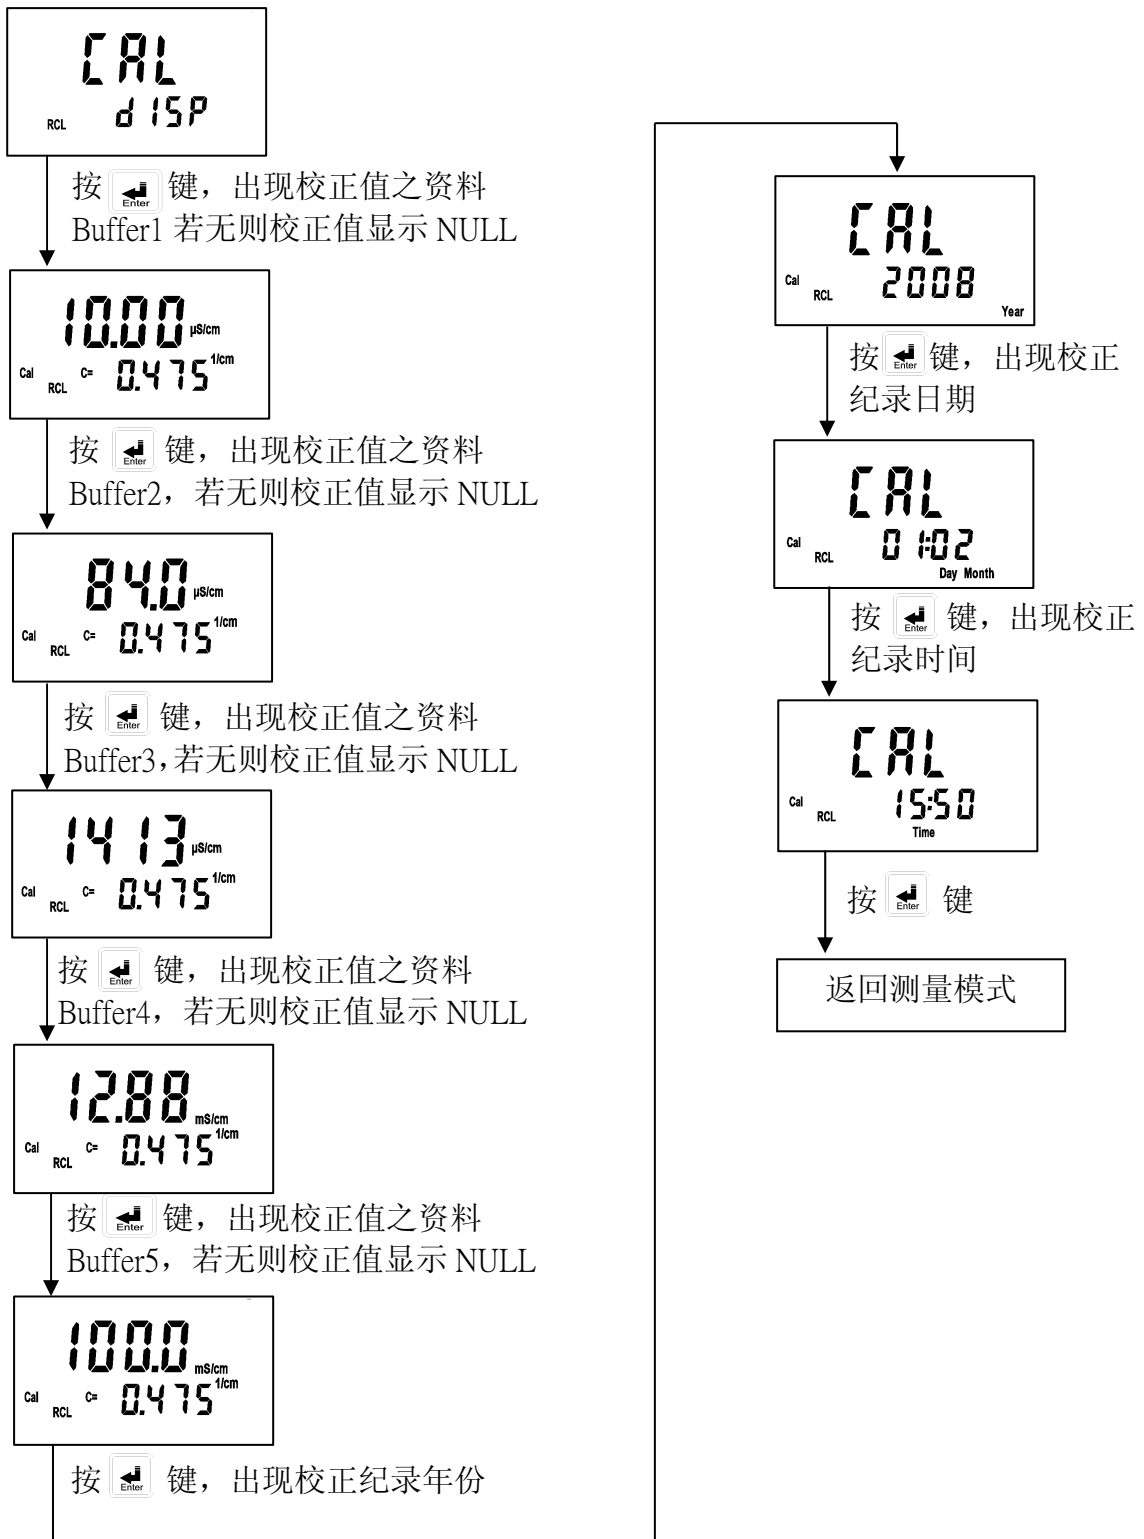 CAL
dISP
RCL
按 Enter 键，出现校正值之资料
Buffer1 若无则校正值显示 NULL
10.00 µS/cm
Cal RCL C= 0.475 1/cm
按 Enter 键，出现校正值之资料
Buffer2，若无则校正值显示 NULL
84.0 µS/cm
Cal RCL C= 0.475 1/cm
按 Enter 键，出现校正值之资料
Buffer3，若无则校正值显示 NULL
1413 µS/cm
Cal RCL C= 0.475 1/cm
按 Enter 键，出现校正值之资料
Buffer4，若无则校正值显示 NULL
12.88 mS/cm
Cal RCL C= 0.475 1/cm
按 Enter 键，出现校正值之资料
Buffer5，若无则校正值显示 NULL
100.0 mS/cm
Cal RCL C= 0.475 1/cm
按 Enter 键，出现校正纪录年份
CAL
Cal RCL 2008
Year
按 Enter 键，出现校正
纪录日期
CAL
Cal RCL 01:02
Day Month
按 Enter 键，出现校正
纪录时间
CAL
Cal RCL 15:50
Time
按 Enter 键
返回测量模式